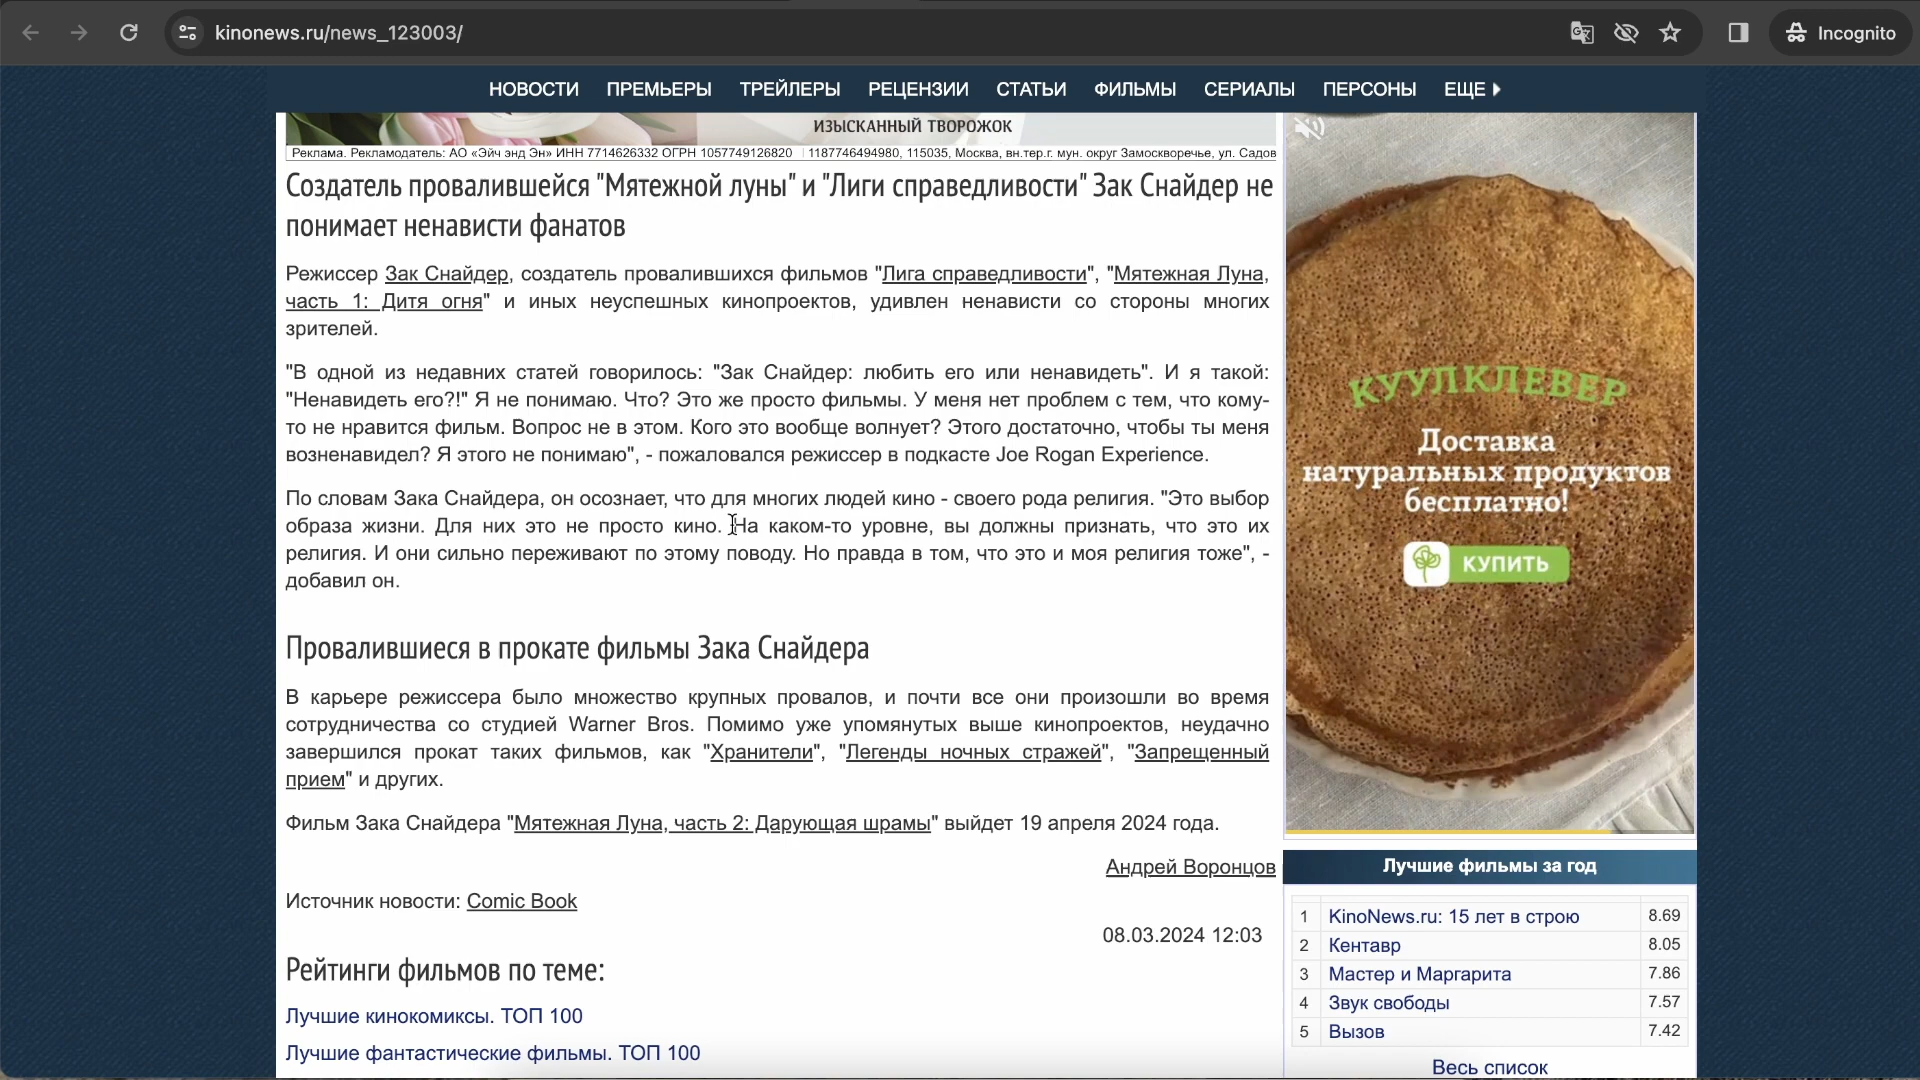 kinonews.ru/news_123003/
Incognito
НОВОСТИ ПРЕМЬЕРЫ ТРЕЙЛЕРЫ РЕЦЕНЗИИ СТАТЬИ ФИЛЬМЫ СЕРИАЛЫ ПЕРСОНЫ ЕЩЕ
ИЗЫСКАННЫЙ ТВОРОЖОК
Реклама. Рекламодатель: АО «Эйч энд Эн» ИНН 7714626332 ОГРН 1057749126820 | 1187746494980, 115035, Москва, вн.тер.г. мун. округ Замоскворечье, ул. Садов
Создатель провалившейся "Мятежной луны" и "Лиги справедливости" Зак Снайдер не
понимает ненависти фанатов
Режиссер Зак Снайдер, создатель провалившихся фильмов "Лига справедливости", "Мятежная Луна,
часть 1: Дитя огня" и иных неуспешных кинопроектов, удивлен ненависти со стороны многих
зрителей.
"В одной из недавних статей говорилось: "Зак Снайдер: любить его или ненавидеть". И я такой:
"Ненавидеть его?!" Я не понимаю. Что? Это же просто фильмы. У меня нет проблем с тем, что кому-
то не нравится фильм. Вопрос не в этом. Кого это вообще волнует? Этого достаточно, чтобы ты меня
возненавидел? Я этого не понимаю", - пожаловался режиссер в подкасте Joe Rogan Experience.
По словам Зака Снайдера, он осознает, что для многих людей кино - своего рода религия. "Это выбор
образа жизни. Для них это не просто кино. На каком-то уровне, вы должны признать, что это их
религия. И они сильно переживают по этому поводу. Но правда в том, что это и моя религия тоже", -
добавил он.
Провалившиеся в прокате фильмы Зака Снайдера
В карьере режиссера было множество крупных провалов, и почти все они произошли во время
сотрудничества со студией Warner Bros. Помимо уже упомянутых выше кинопроектов, неудачно
завершился прокат таких фильмов, как "Хранители", "Легенды ночных стражей", "Запрещенный
прием" и других.
Фильм Зака Снайдера "Мятежная Луна, часть 2: Дарующая шрамы" выйдет 19 апреля 2024 года.
Андрей Воронцов
Источник новости: Comic Book
08.03.2024 12:03
Рейтинги фильмов по теме:
Лучшие кинокомиксы. ТОП 100
Лучшие фантастические фильмы. ТОП 100
КУУЛКЛЕВЕР
Доставка
натуральных продуктов
бесплатно!
КУПИТЬ
Лучшие фильмы за год
1 KinoNews.ru: 15 лет в строю 8.69
2 Кентавр 8.05
3 Мастер и Маргарита 7.86
4 Звук свободы 7.57
5 Вызов 7.42
Весь список